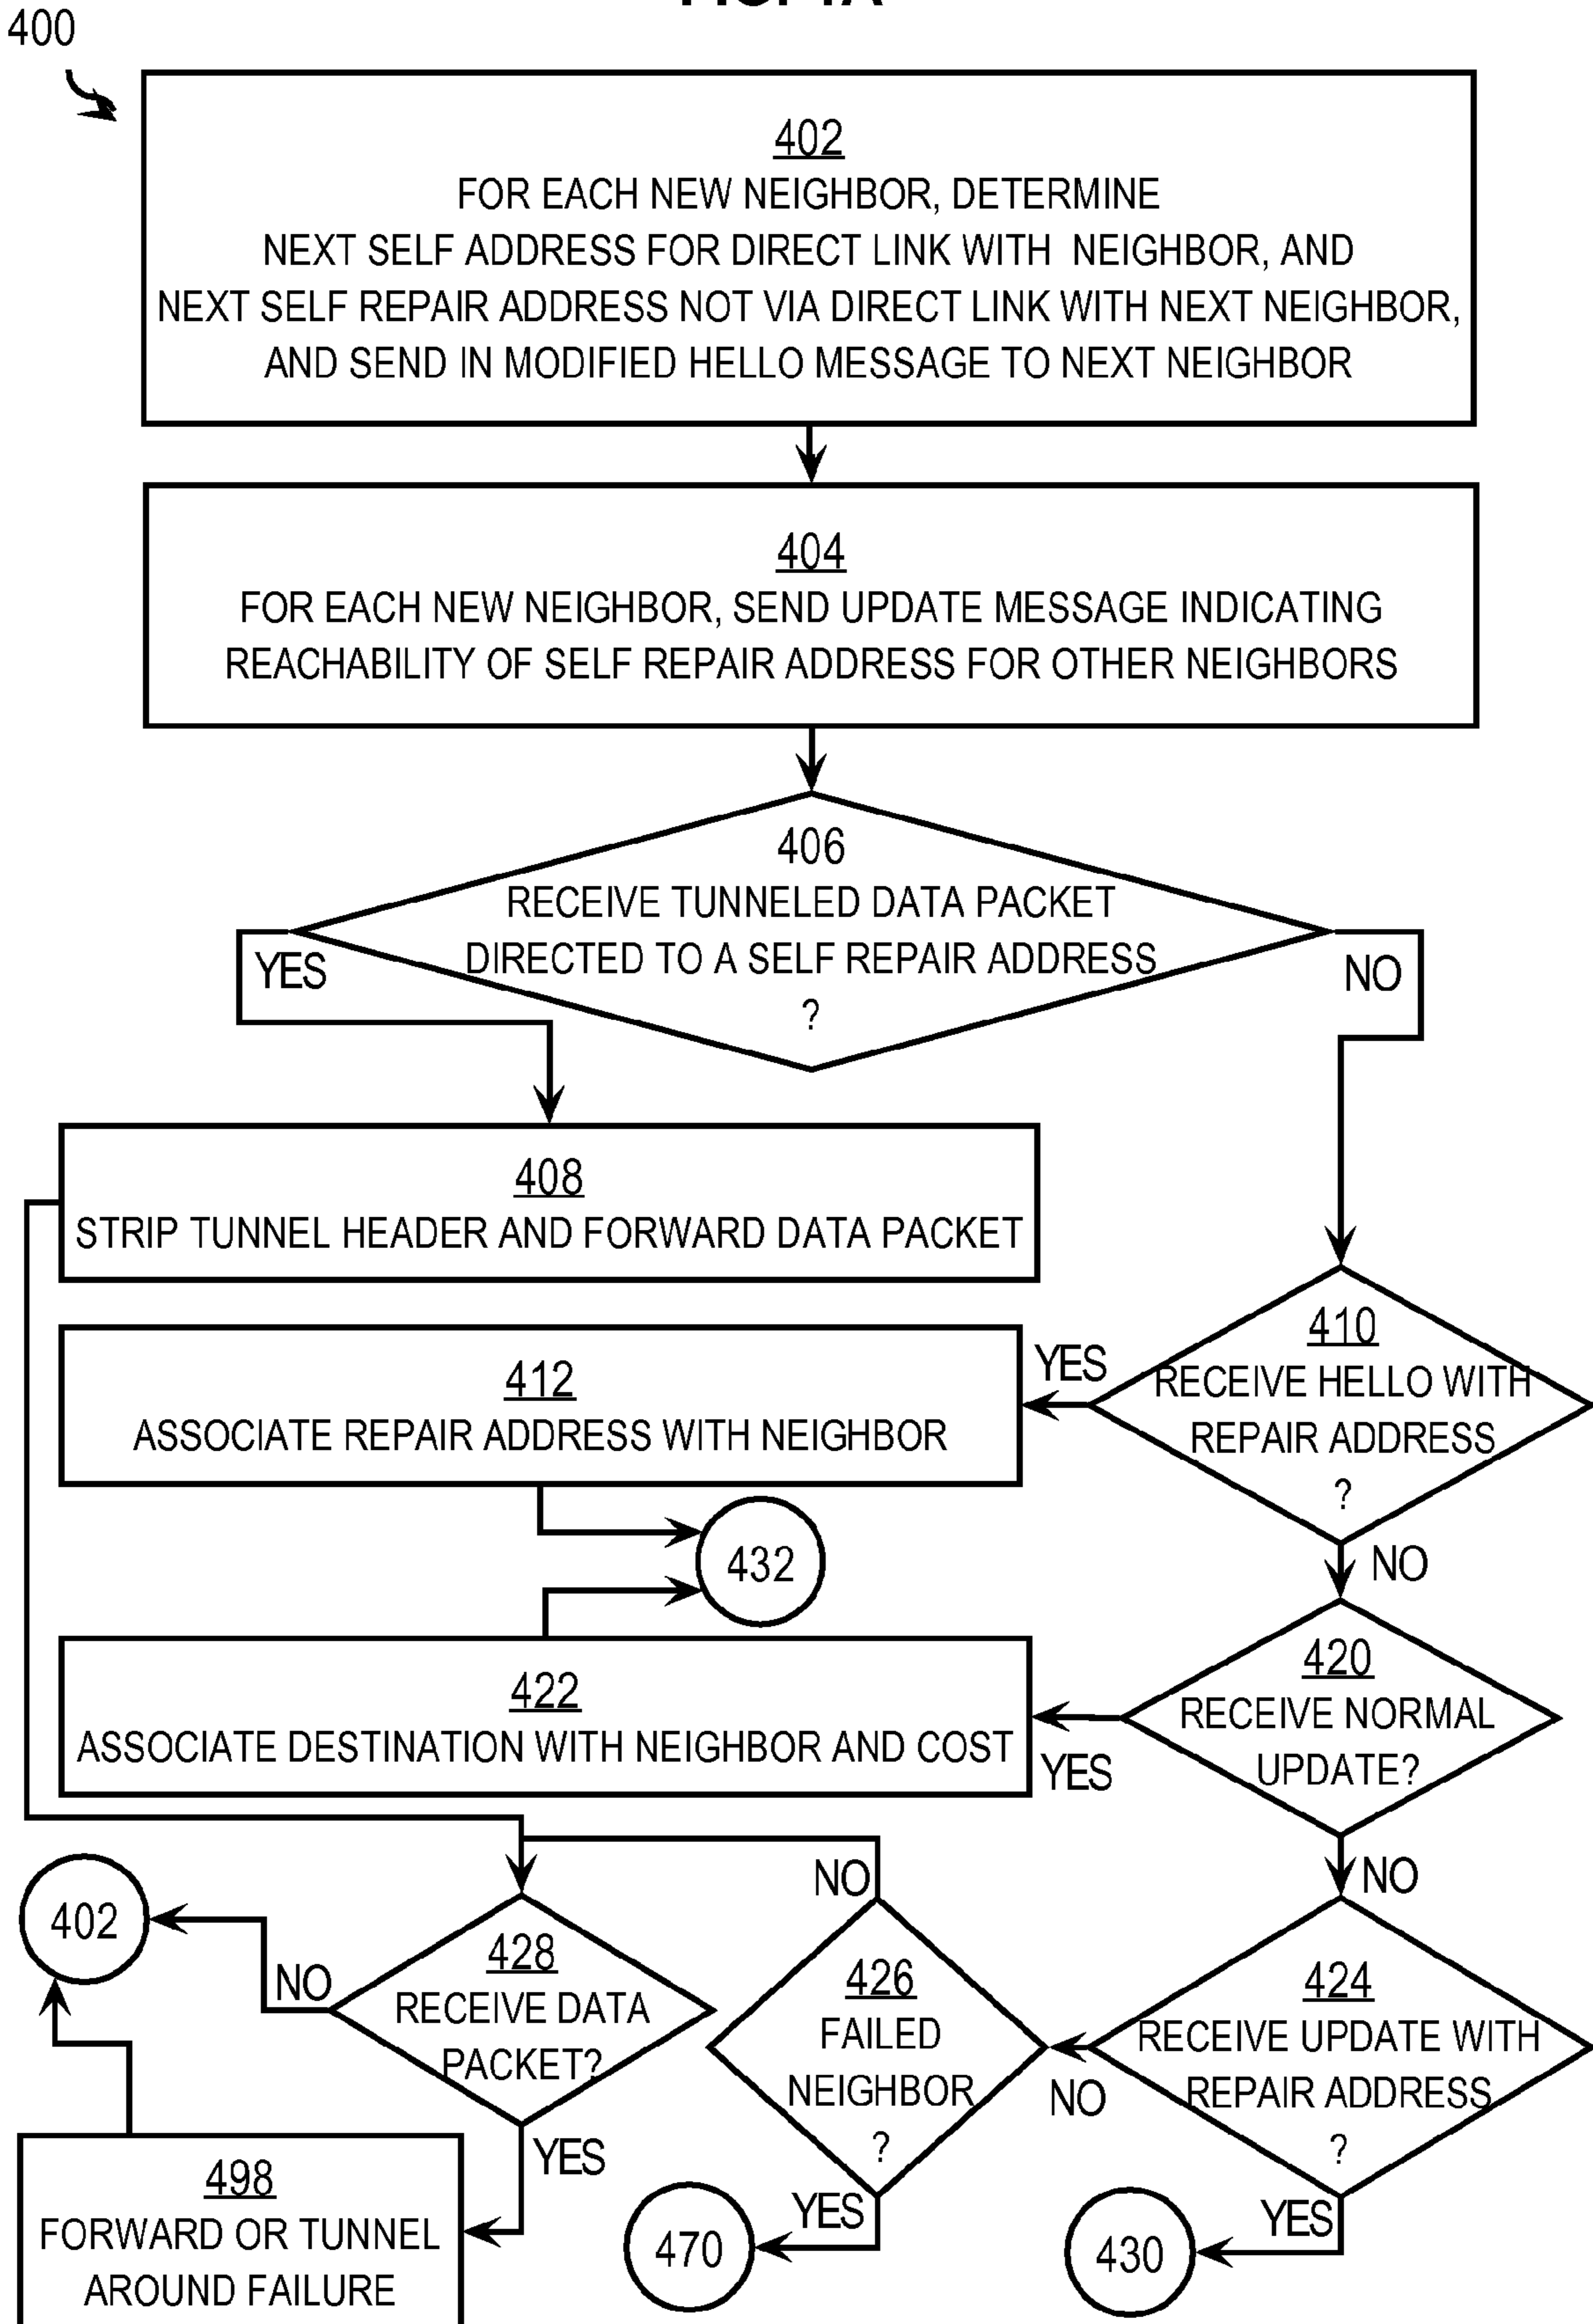 400
402
FOR EACH NEW NEIGHBOR, DETERMINE
NEXT SELF ADDRESS FOR DIRECT LINK WITH NEIGHBOR, AND
NEXT SELF REPAIR ADDRESS NOT VIA DIRECT LINK WITH NEXT NEIGHBOR,
AND SEND IN MODIFIED HELLO MESSAGE TO NEXT NEIGHBOR
404
FOR EACH NEW NEIGHBOR, SEND UPDATE MESSAGE INDICATING
REACHABILITY OF SELF REPAIR ADDRESS FOR OTHER NEIGHBORS
406
RECEIVE TUNNELED DATA PACKET
DIRECTED TO A SELF REPAIR ADDRESS
?
YES
NO
408
STRIP TUNNEL HEADER AND FORWARD DATA PACKET
410
RECEIVE HELLO WITH
REPAIR ADDRESS
?
YES
NO
412
ASSOCIATE REPAIR ADDRESS WITH NEIGHBOR
432
420
RECEIVE NORMAL
UPDATE?
YES
NO
422
ASSOCIATE DESTINATION WITH NEIGHBOR AND COST
424
RECEIVE UPDATE WITH
REPAIR ADDRESS
?
NO
YES
430
426
FAILED
NEIGHBOR
?
NO
YES
470
428
RECEIVE DATA
PACKET?
NO
YES
402
498
FORWARD OR TUNNEL
AROUND FAILURE